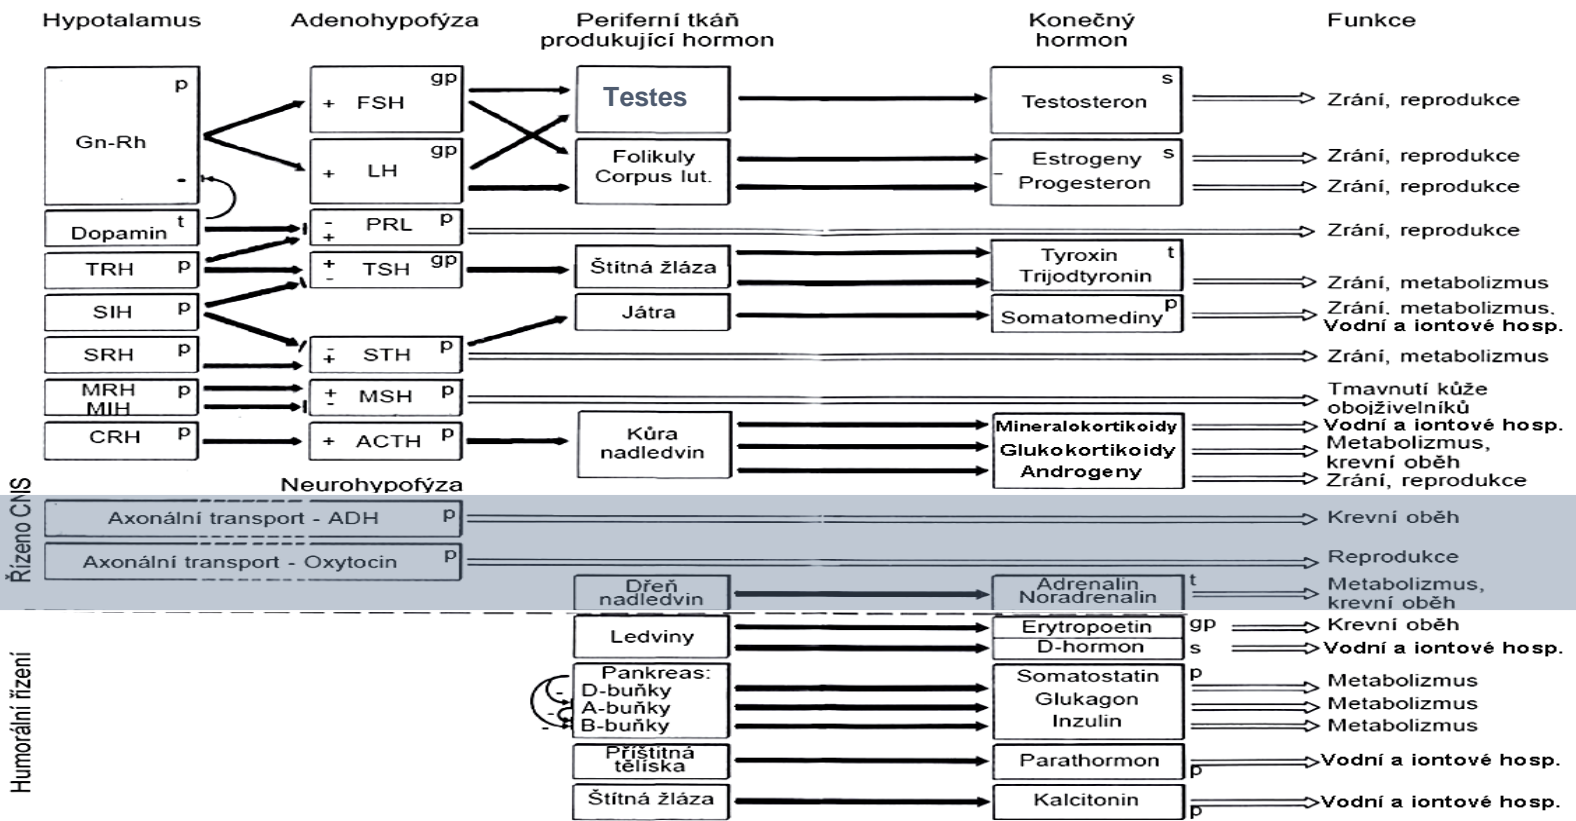 Hypotalamus
Adenohypofýza
Periferní tkáň
produkující hormon
Konečný
hormon
Funkce
p
Gn-Rh
-
+ FSH gp
Testes
Testosteron s
Zrání, reprodukce
+ LH gp
Folikuly
Corpus lut.
Estrogeny s
-
Progesteron
Zrání, reprodukce
Zrání, reprodukce
Dopamin t
-
+
PRL p
Zrání, reprodukce
TRH p
+
-
TSH gp
Štítná žláza
Tyroxin t
Trijodtyronin
Zrání, metabolizmus
SIH p
Játra
Somatomediny p
Zrání, metabolizmus,
Vodní a iontové hosp.
SRH p
-
+
STH p
Zrání, metabolizmus
MRH p
MIH
+
-
MSH p
Tmavnutí kůže
obojživelníků
CRH p
+ ACTH p
Kůra
nadledvin
Mineralokortikoidy
Glukokortikoidy
Androgeny
Vodní a iontové hosp.
Metabolizmus,
krevní oběh
Zrání, reprodukce
Neurohypofýza
Řízeno CNS
Axonální transport - ADH p
Krevní oběh
Axonální transport - Oxytocin p
Reprodukce
Dřeň
nadledvin
Adrenalin t
Noradrenalin
Metabolizmus,
krevní oběh
Humorální řízení
Ledviny
Erytropoetin gp
Krevní oběh
D-hormon s
Vodní a iontové hosp.
Pankreas:
D-buňky
A-buňky
B-buňky
-
-
-
Somatostatin p
Glukagon
Inzulin
Metabolizmus
Metabolizmus
Metabolizmus
Příštitná
tělíska
Parathormon p
Vodní a iontové hosp.
Štítná žláza
Kalcitonin p
Vodní a iontové hosp.